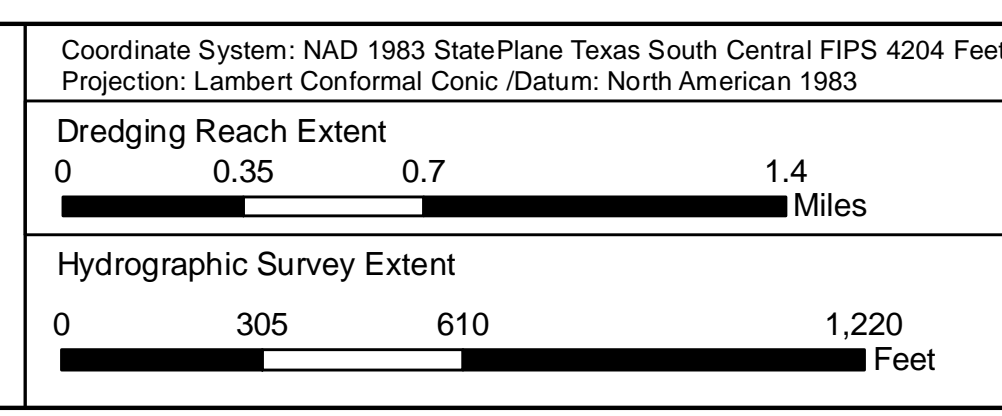 Coordinate System: NAD 1983 StatePlane Texas South Central FIPS 4204 Feet
Projection: Lambert Conformal Conic /Datum: North American 1983
Dredging Reach Extent
0 0.35 0.7 1.4
Miles
Hydrographic Survey Extent
0 305 610 1,220
Feet